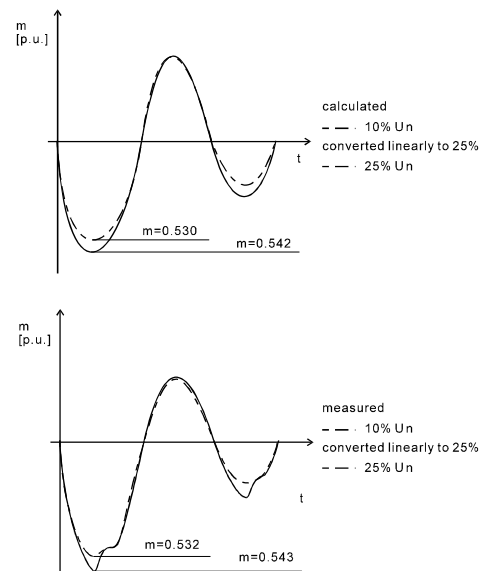 m
[p.u.]
calculated
10% Un
converted linearly to 25%
25% Un
t
m=0.530
m=0.542
m
[p.u.]
measured
10% Un
converted linearly to 25%
25% Un
t
m=0.532
m=0.543